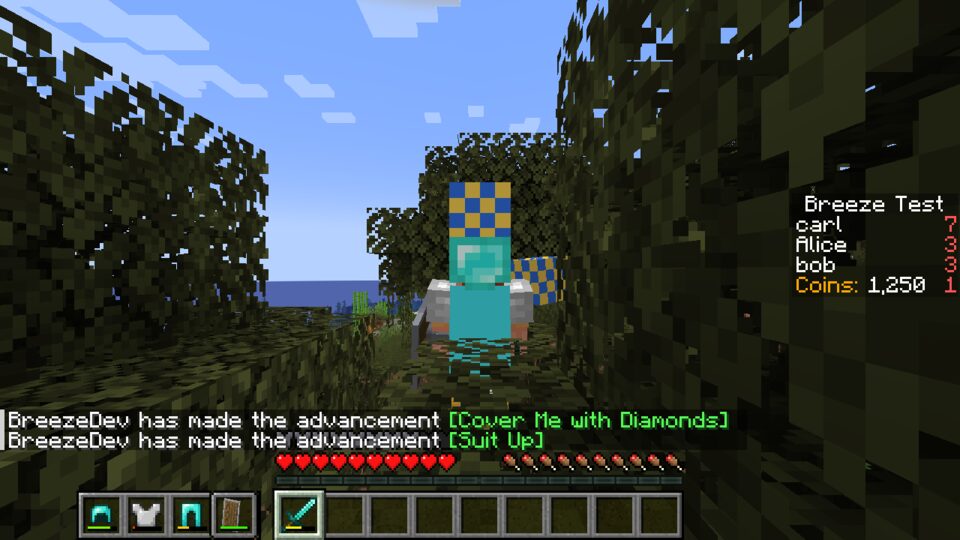 Breeze Test
carl 7
Alice 3
bob 3
Coins: 1,250 1
BreezeDev has made the advancement [Cover Me with Diamonds]
BreezeDev has made the advancement [Suit Up]